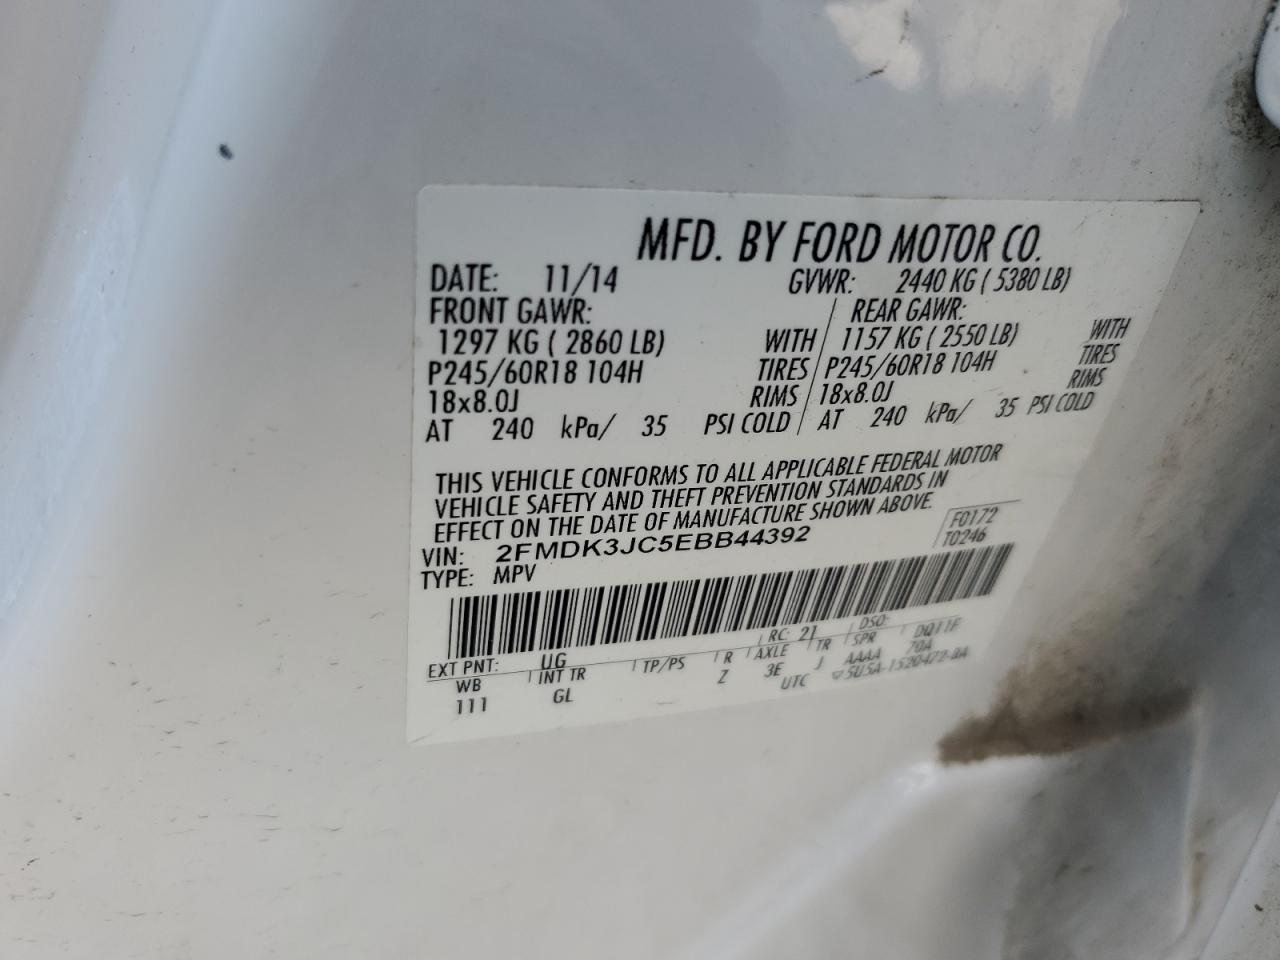 MFD. BY FORD MOTOR CO.
DATE: 11/14 GVWR: 2440 KG ( 5380 LB)
FRONT GAWR: REAR GAWR:
1297 KG ( 2860 LB) WITH 1157 KG ( 2550 LB) WITH
P245/60R18 104H TIRES P245/60R18 104H TIRES
18x8.0J RIMS 18x8.0J RIMS
AT 240 kPa/ 35 PSI COLD AT 240 kPa/ 35 PSI COLD
THIS VEHICLE CONFORMS TO ALL APPLICABLE FEDERAL MOTOR
VEHICLE SAFETY AND THEFT PREVENTION STANDARDS IN
EFFECT ON THE DATE OF MANUFACTURE SHOWN ABOVE.
F0172
VIN: 2FMDK3JC5EBB44392 T0246
TYPE: MPV
EXT PNT: UG RC: 21 DSO:
WB INT TR TP/PS R AXLE TR SPR DQ11F
111 GL Z 3E J AAAA 70A
UTC ▽5U5A-1520472-BA